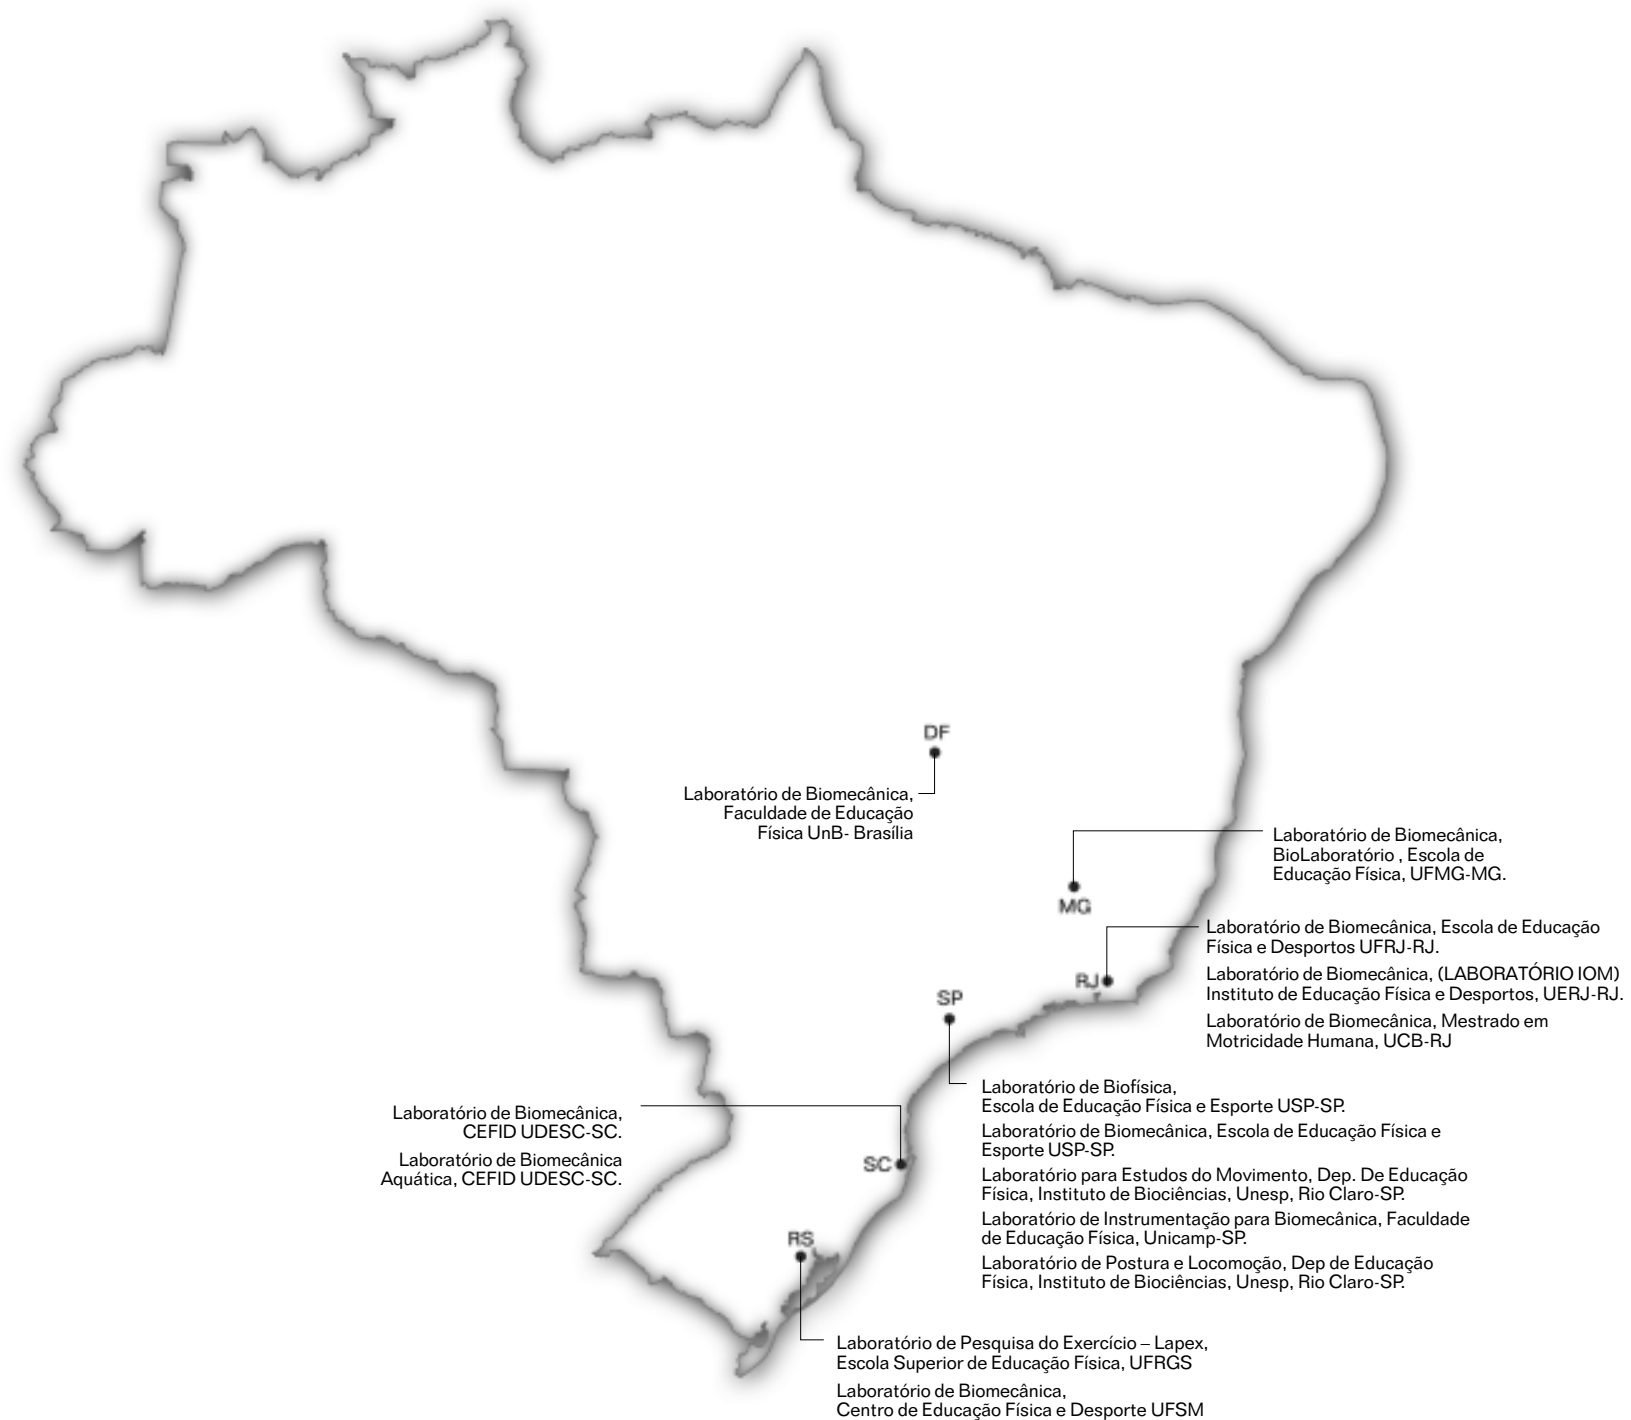 DF
Laboratório de Biomecânica,
Faculdade de Educação
Física UnB- Brasília
Laboratório de Biomecânica,
BioLaboratório , Escola de
Educação Física, UFMG-MG.
MG
Laboratório de Biomecânica, Escola de Educação
Física e Desportos UFRJ-RJ.
Laboratório de Biomecânica, (LABORATÓRIO IOM)
Instituto de Educação Física e Desportos, UERJ-RJ.
Laboratório de Biomecânica, Mestrado em
Motricidade Humana, UCB-RJ
RJ
SP
Laboratório de Biofísica,
Escola de Educação Física e Esporte USP-SP.
Laboratório de Biomecânica, Escola de Educação Física e
Esporte USP-SP.
Laboratório para Estudos do Movimento, Dep. De Educação
Física, Instituto de Biociências, Unesp, Rio Claro-SP.
Laboratório de Instrumentação para Biomecânica, Faculdade
de Educação Física, Unicamp-SP.
Laboratório de Postura e Locomoção, Dep de Educação
Física, Instituto de Biociências, Unesp, Rio Claro-SP.
Laboratório de Biomecânica,
CEFID UDESC-SC.
Laboratório de Biomecânica
Aquática, CEFID UDESC-SC.
SC
RS
Laboratório de Pesquisa do Exercício – Lapex,
Escola Superior de Educação Física, UFRGS
Laboratório de Biomecânica,
Centro de Educação Física e Desporte UFSM